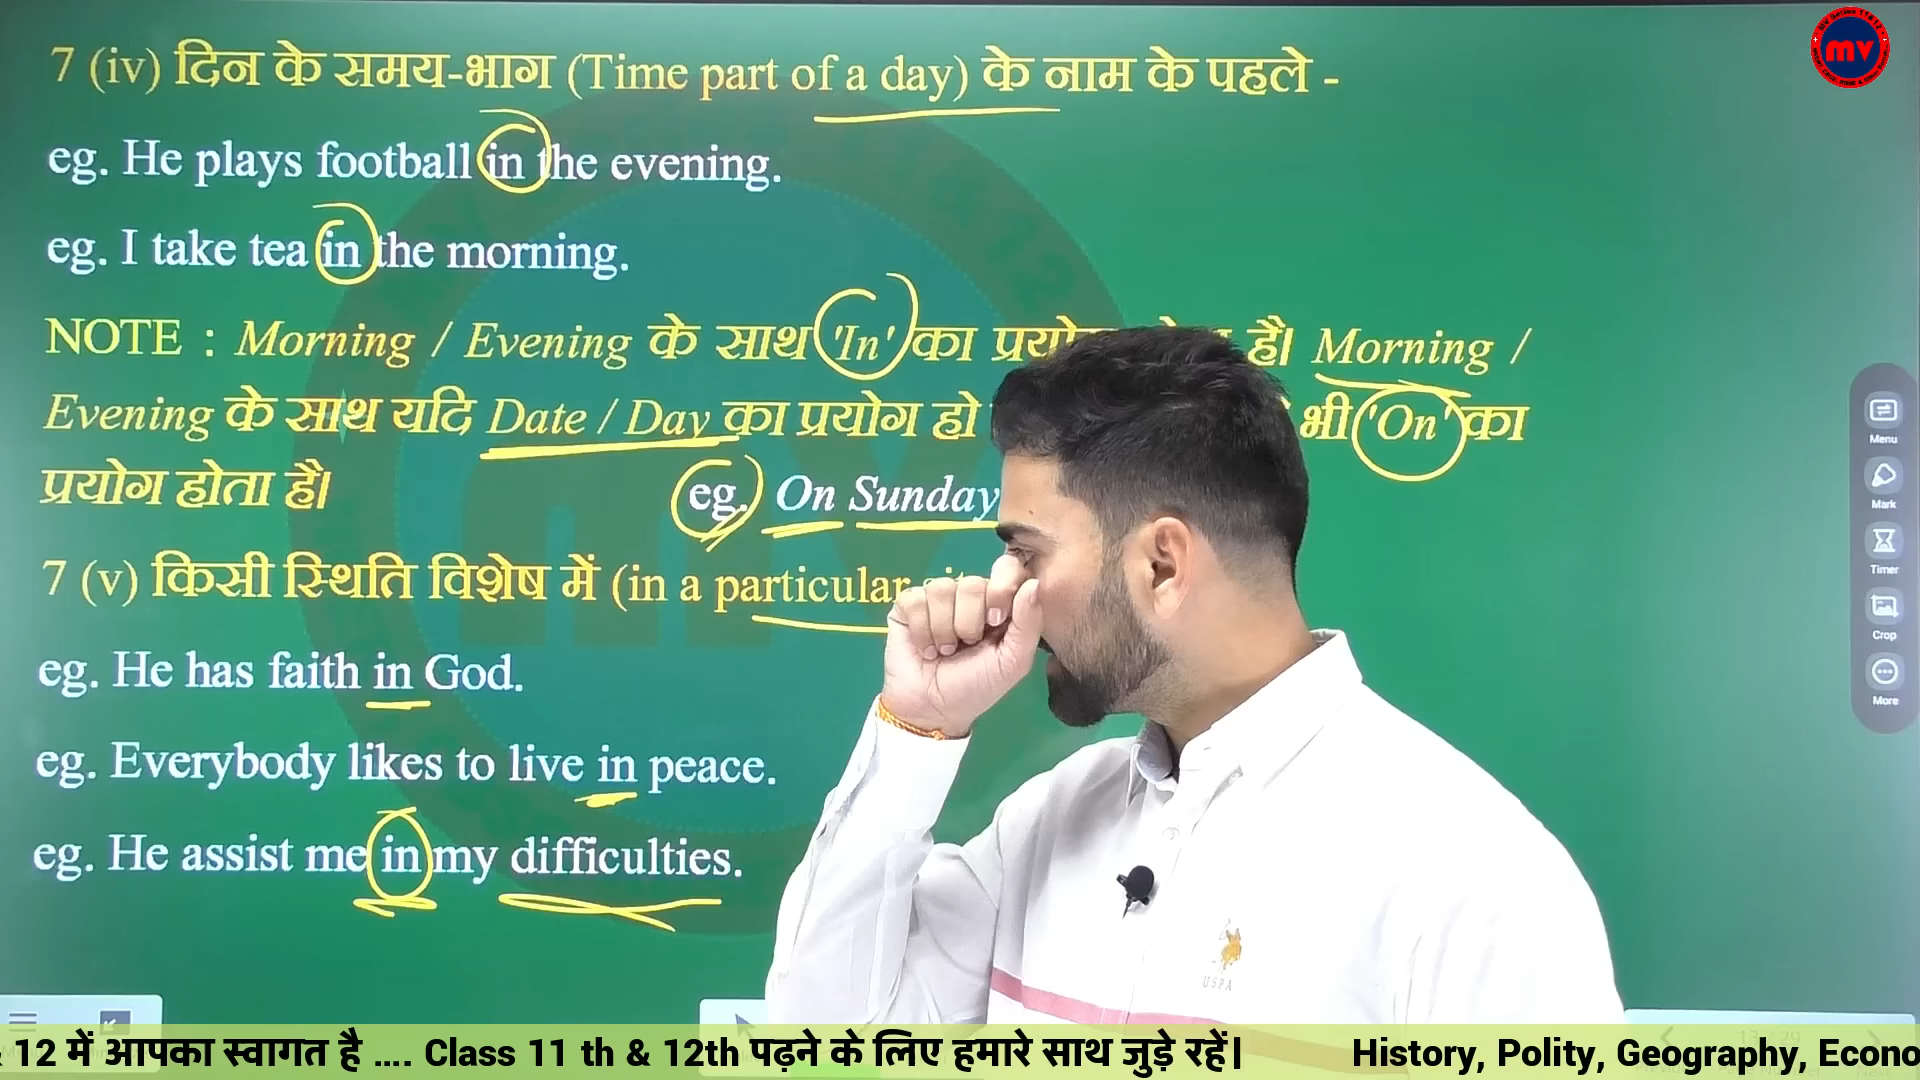 7 (iv) दिन के समय-भाग (Time part of a day) के नाम के पहले -
eg. He plays football in the evening.
eg. I take tea in the morning.
NOTE : Morning / Evening के साथ 'In' का है। Morning /
Evening के साथ यदि Date / Day का प्रयोग हो भी 'On' का
प्रयोग होता है। eg. On Sunday
7 (v) किसी स्थिति विशेष में (in a particular
eg. He has faith in God.
eg. Everybody likes to live in peace.
eg. He assist me in my difficulties.
mv
Menu
Mark
Timer
Crop
More
USPA
12 में आपका स्वागत है .... Class 11 th & 12th पढ़ने के लिए हमारे साथ जुड़े रहें| History, Polity, Geography, Econo